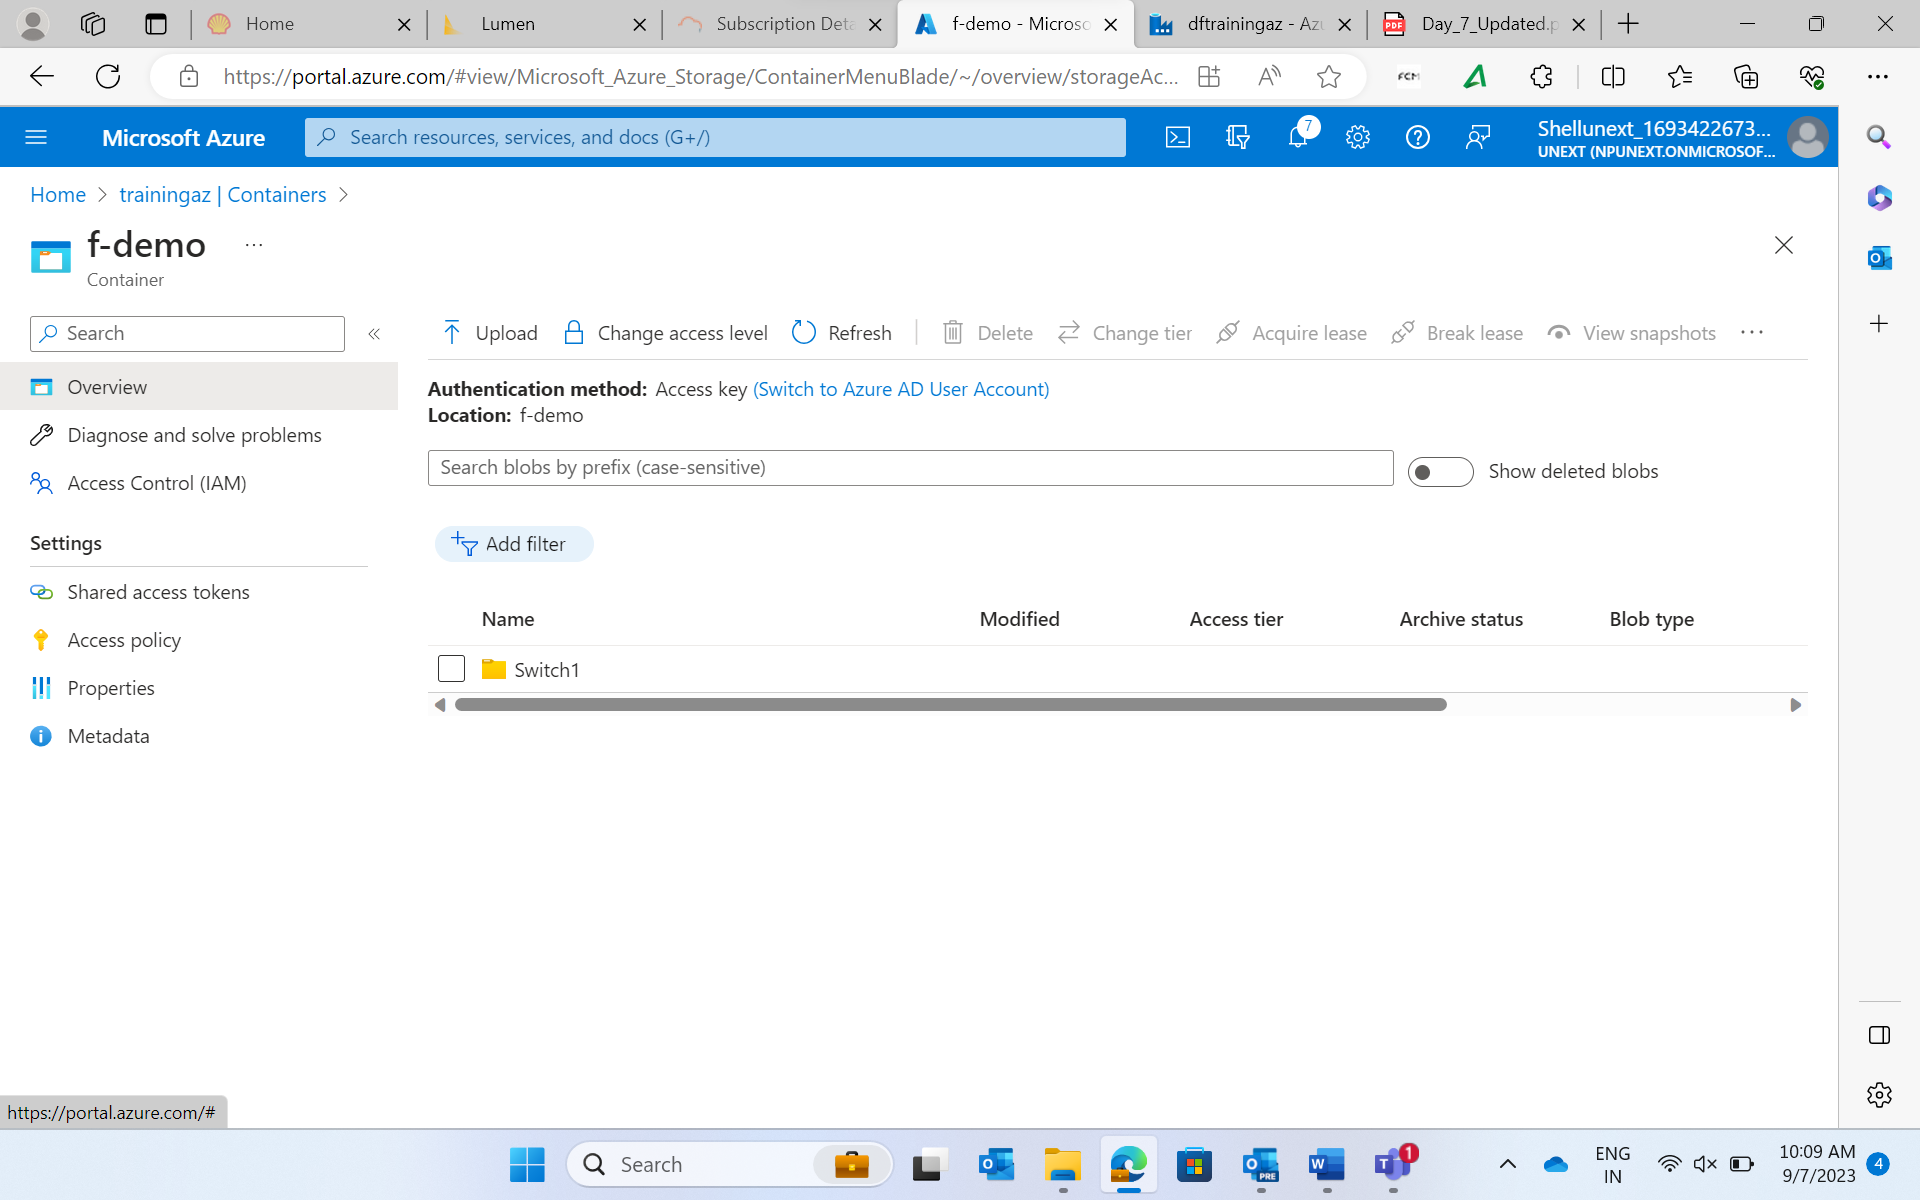 Home
Lumen
Subscription Deta
f-demo - Microso
dftrainingaz - Az
Day_7_Updated.p
https://portal.azure.com/#view/Microsoft_Azure_Storage/ContainerMenuBlade/~/overview/storageAc...
FCM
Microsoft Azure
Search resources, services, and docs (G+/)
7
Shellunext_1693422673...
UNEXT (NPUNEXT.ONMICROSOF...
Home > trainingaz | Containers >
f-demo ...
Container
Search
«
Upload
Change access level
Refresh
Delete
Change tier
Acquire lease
Break lease
View snapshots
...
Overview
Diagnose and solve problems
Access Control (IAM)
Settings
Shared access tokens
Access policy
Properties
Metadata
Authentication method: Access key (Switch to Azure AD User Account)
Location: f-demo
Search blobs by prefix (case-sensitive)
Show deleted blobs
Add filter
Name Modified Access tier Archive status Blob type
Switch1
https://portal.azure.com/#
Search
PRE
1
ENG
IN
10:09 AM
9/7/2023
4